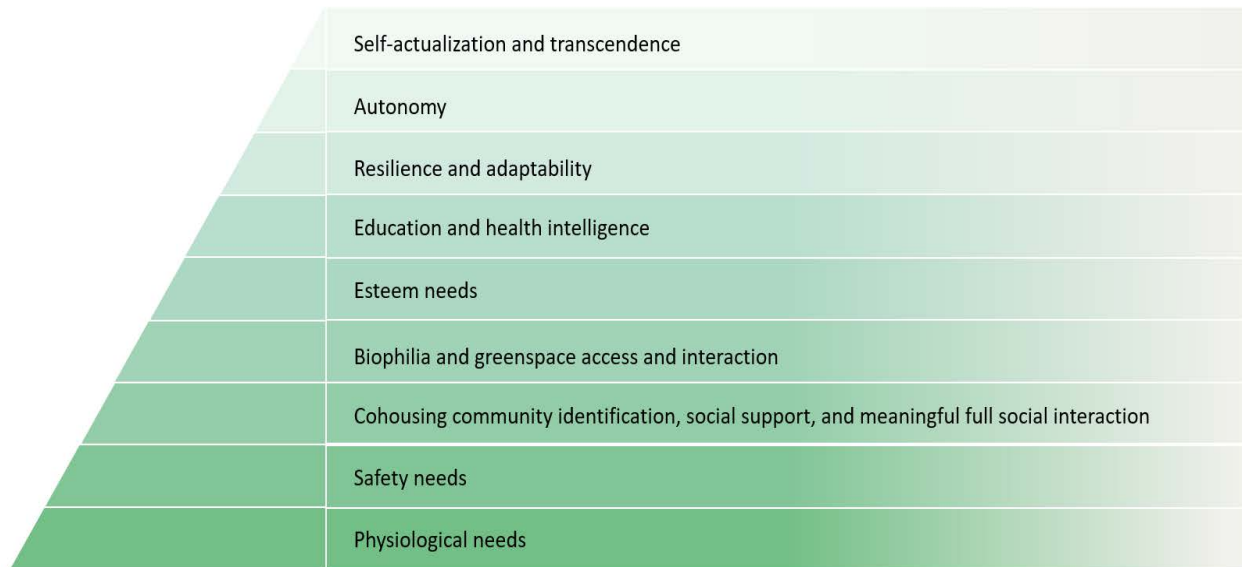 Self-actualization and transcendence
Autonomy
Resilience and adaptability
Education and health intelligence
Esteem needs
Biophilia and greenspace access and interaction
Cohousing community identification, social support, and meaningful full social interaction
Safety needs
Physiological needs